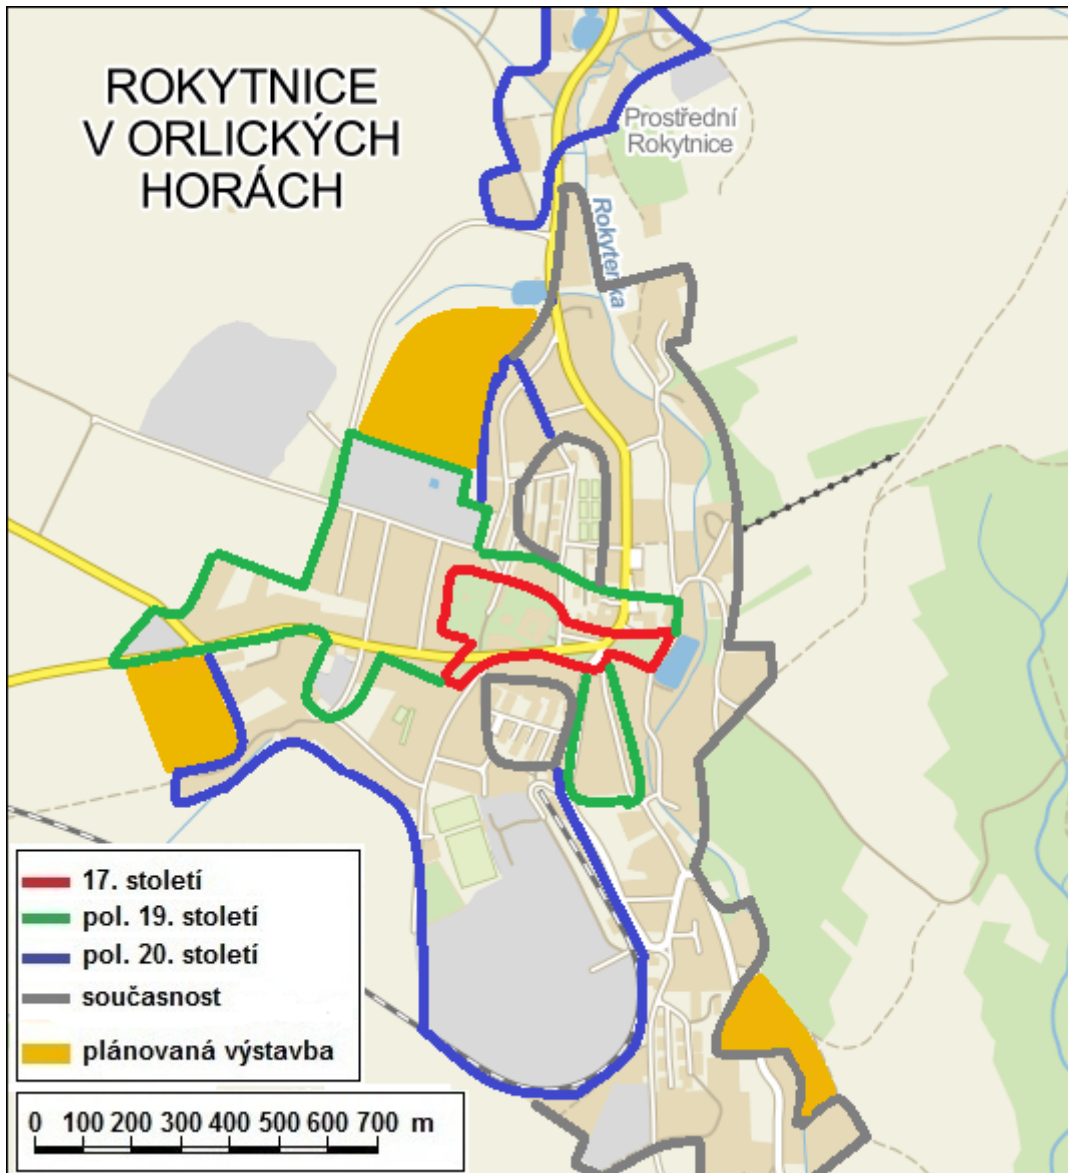 ROKYTNICE
V ORLICKÝCH
HORÁCH
Prostřední
Rokytnice
Rokytenka
17. století
pol. 19. století
pol. 20. století
současnost
plánovaná výstavba
0 100 200 300 400 500 600 700 m